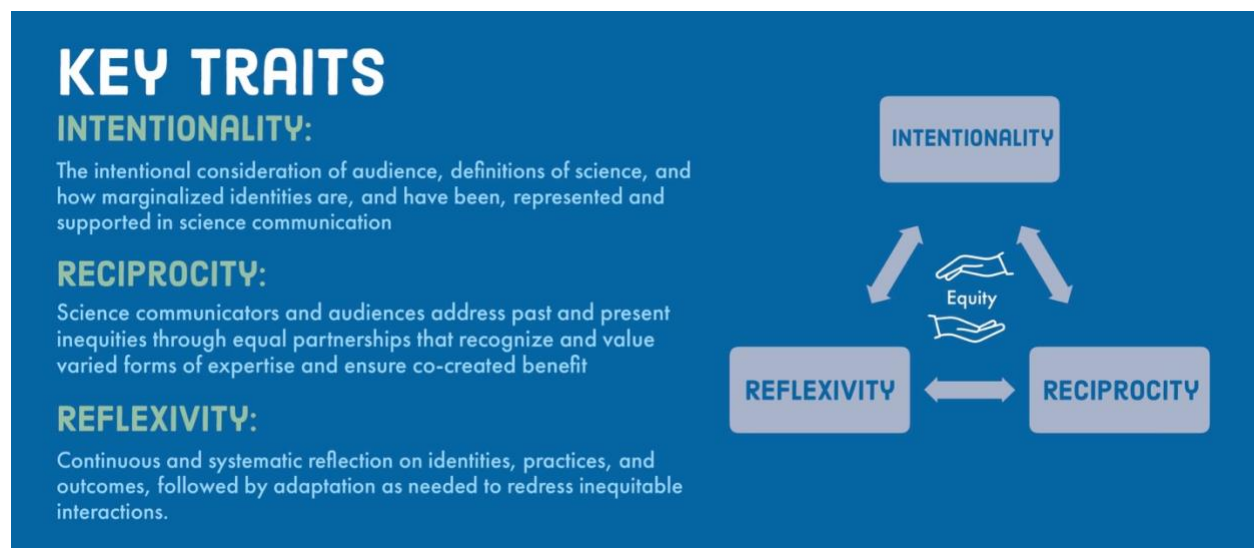 KEY TRAITS
INTENTIONALITY:
The intentional consideration of audience, definitions of science, and
how marginalized identities are, and have been, represented and
supported in science communication
RECIPROCITY:
Science communicators and audiences address past and present
inequities through equal partnerships that recognize and value
varied forms of expertise and ensure co-created benefit
REFLEXIVITY:
Continuous and systematic reflection on identities, practices, and
outcomes, followed by adaptation as needed to redress inequitable
interactions.
INTENTIONALITY
Equity
REFLEXIVITY
RECIPROCITY